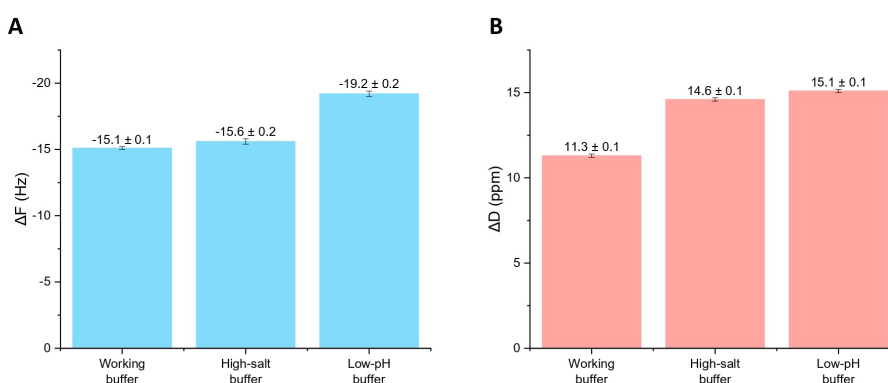 A
ΔF (Hz)
-20
-15
-10
-5
0
-15.1 ± 0.1
-15.6 ± 0.2
-19.2 ± 0.2
Working
buffer
High-salt
buffer
Low-pH
buffer
B
ΔD (ppm)
15
10
5
0
11.3 ± 0.1
14.6 ± 0.1
15.1 ± 0.1
Working
buffer
High-salt
buffer
Low-pH
buffer